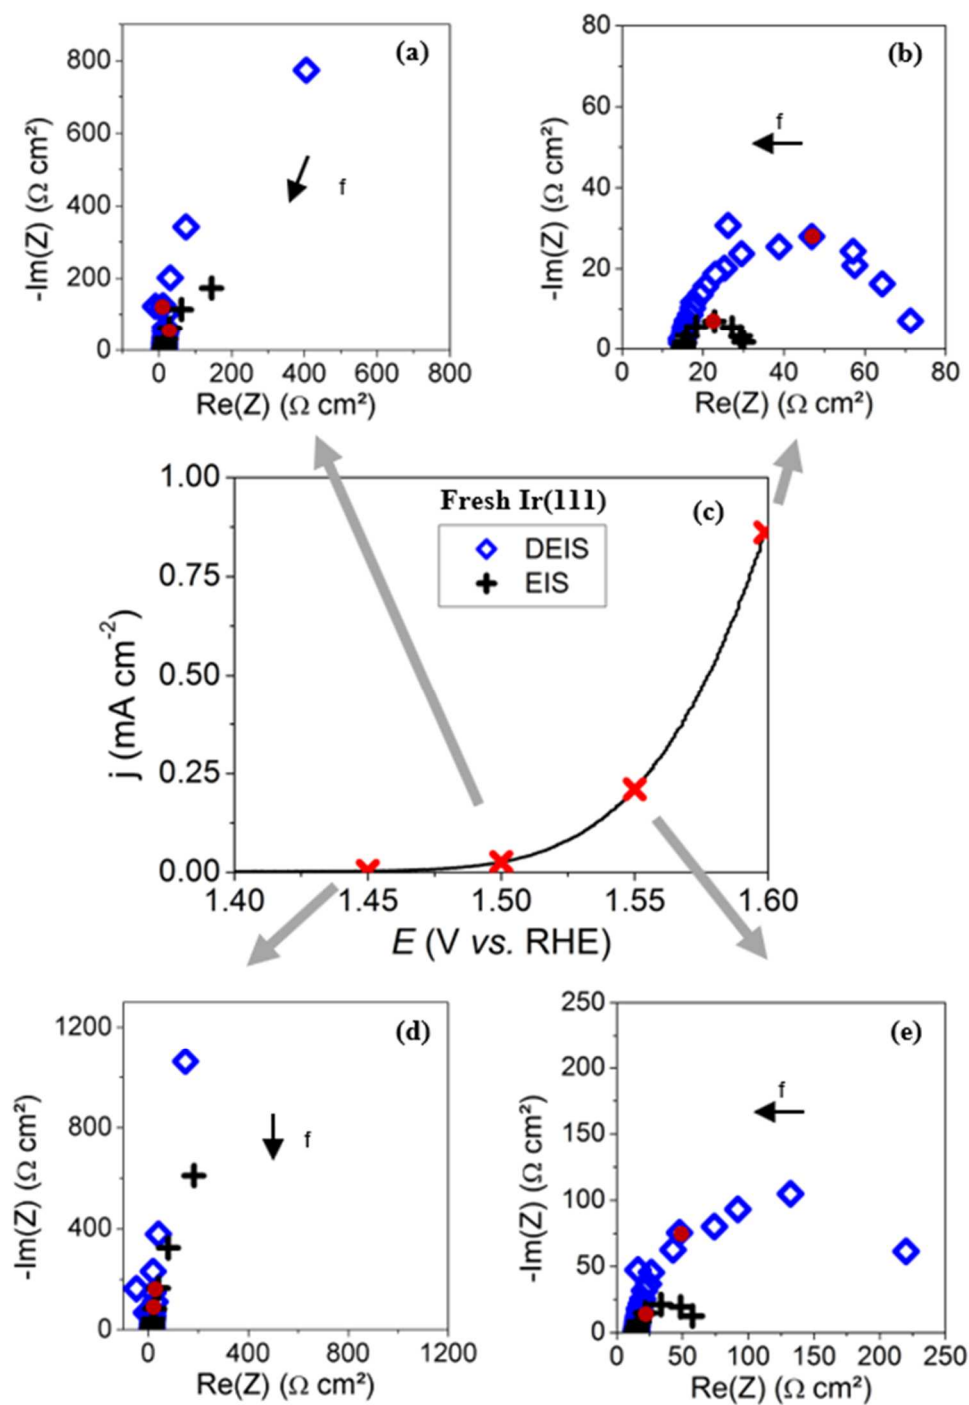 (a)
-Im(Z) (Ω cm²)
800
600
400
200
0
f
0 200 400 600 800
Re(Z) (Ω cm²)
(b)
-Im(Z) (Ω cm²)
80
60
40
20
0
f
0 20 40 60 80
Re(Z) (Ω cm²)
Fresh Ir(111)
(c)
DEIS
EIS
j (mA cm⁻²)
1.00
0.75
0.50
0.25
0.00
1.40 1.45 1.50 1.55 1.60
E (V vs. RHE)
(d)
-Im(Z) (Ω cm²)
1200
800
400
0
f
0 400 800 1200
Re(Z) (Ω cm²)
(e)
-Im(Z) (Ω cm²)
250
200
150
100
50
0
f
0 50 100 150 200 250
Re(Z) (Ω cm²)